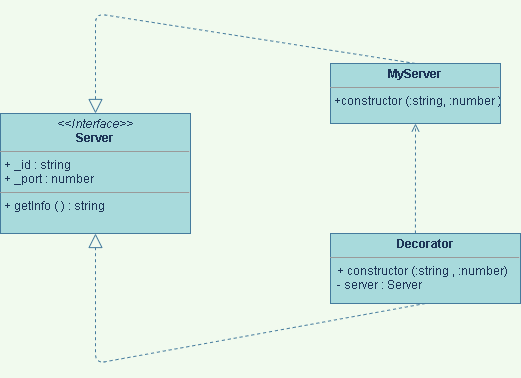 <<Interface>>
Server
+ _id : string
+ _port : number
+ getInfo ( ) : string
MyServer
+constructor (:string, :number )
Decorator
+ constructor (:string , :number)
- server : Server